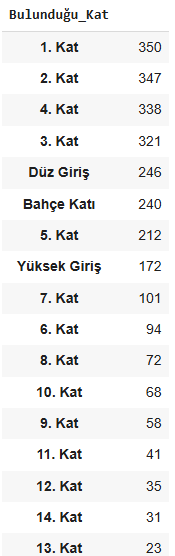 Bulunduğu_Kat
1. Kat 350
2. Kat 347
4. Kat 338
3. Kat 321
Düz Giriş 246
Bahçe Katı 240
5. Kat 212
Yüksek Giriş 172
7. Kat 101
6. Kat 94
8. Kat 72
10. Kat 68
9. Kat 58
11. Kat 41
12. Kat 35
14. Kat 31
13. Kat 23